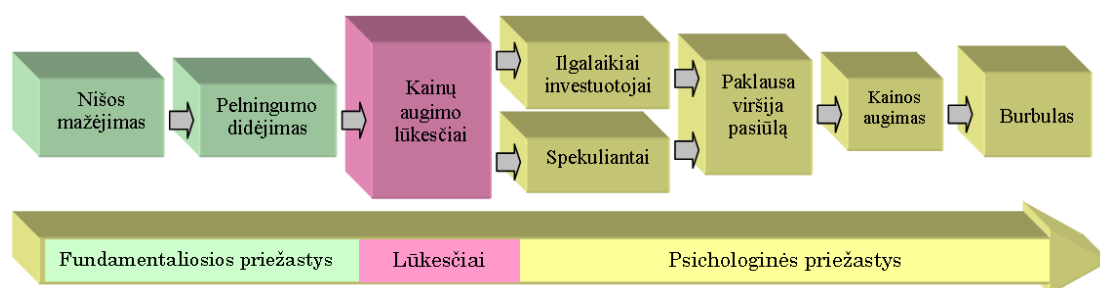 Nišos
mažėjimas
Pelningumo
didėjimas
Kainų
augimo
lūkesčiai
Ilgalaikiai
investuotojai
Spekuliantai
Paklausa
viršija
pasiūlą
Kainos
augimas
Burbulas
Fundamentaliosios priežastys
Lūkesčiai
Psichologinės priežastys